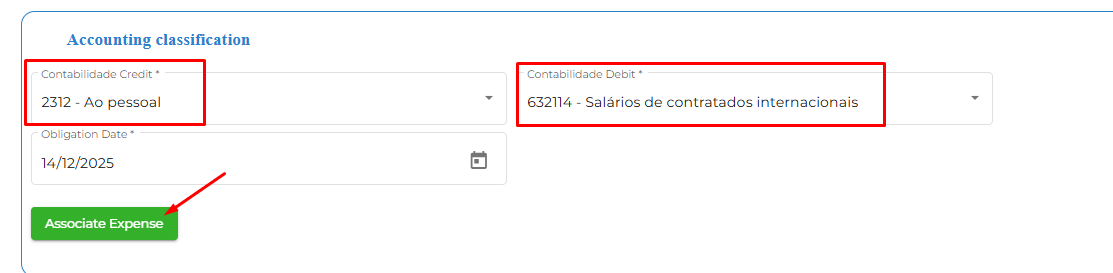 Accounting classification
Contabilidade Credit *
2312 - Ao pessoal
Contabilidade Debit *
632114 - Salários de contratados internacionais
Obligation Date *
14/12/2025
Associate Expense